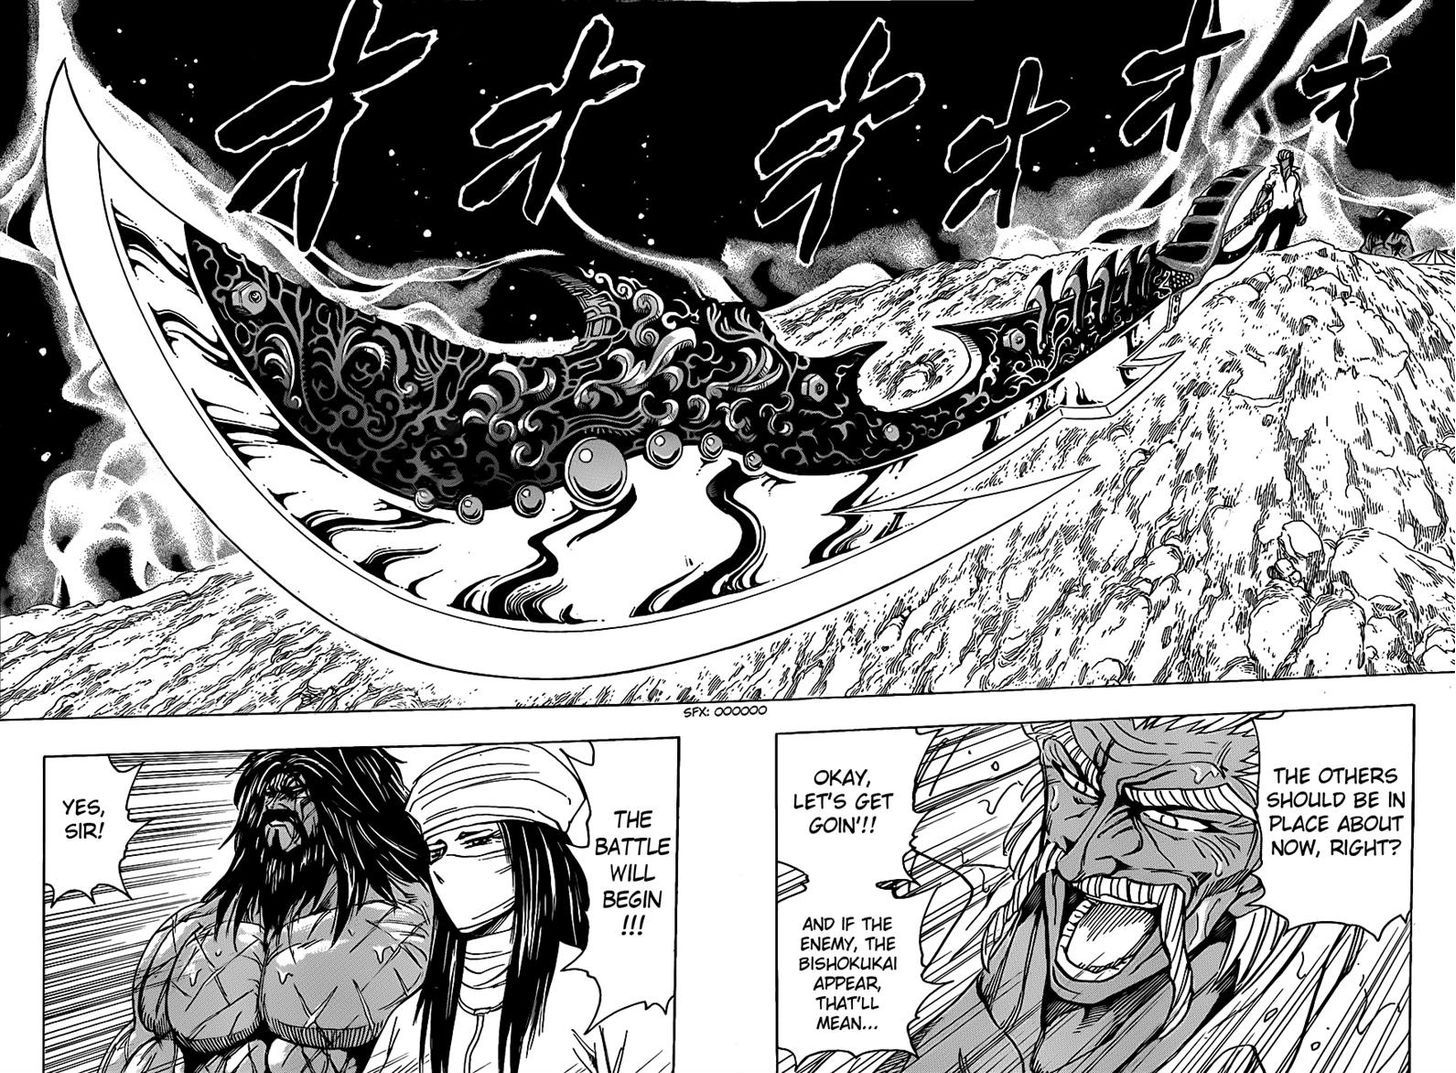 オオオオオオ
SFX: OOOOOO
THE OTHERS
SHOULD BE IN
PLACE ABOUT
NOW, RIGHT?
OKAY,
LET'S GET
GOIN'!!
AND IF THE
ENEMY, THE
BISHOKUKAI
APPEAR,
THAT'LL
MEAN...
THE
BATTLE
WILL
BEGIN
!!!
YES,
SIR!